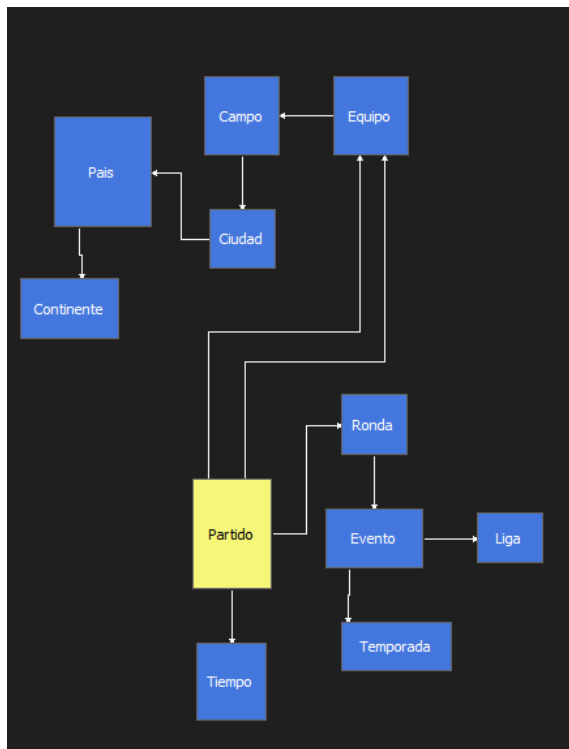 Campo
Equipo
Pais
Ciudad
Continente
Ronda
Partido
Evento
Liga
Temporada
Tiempo